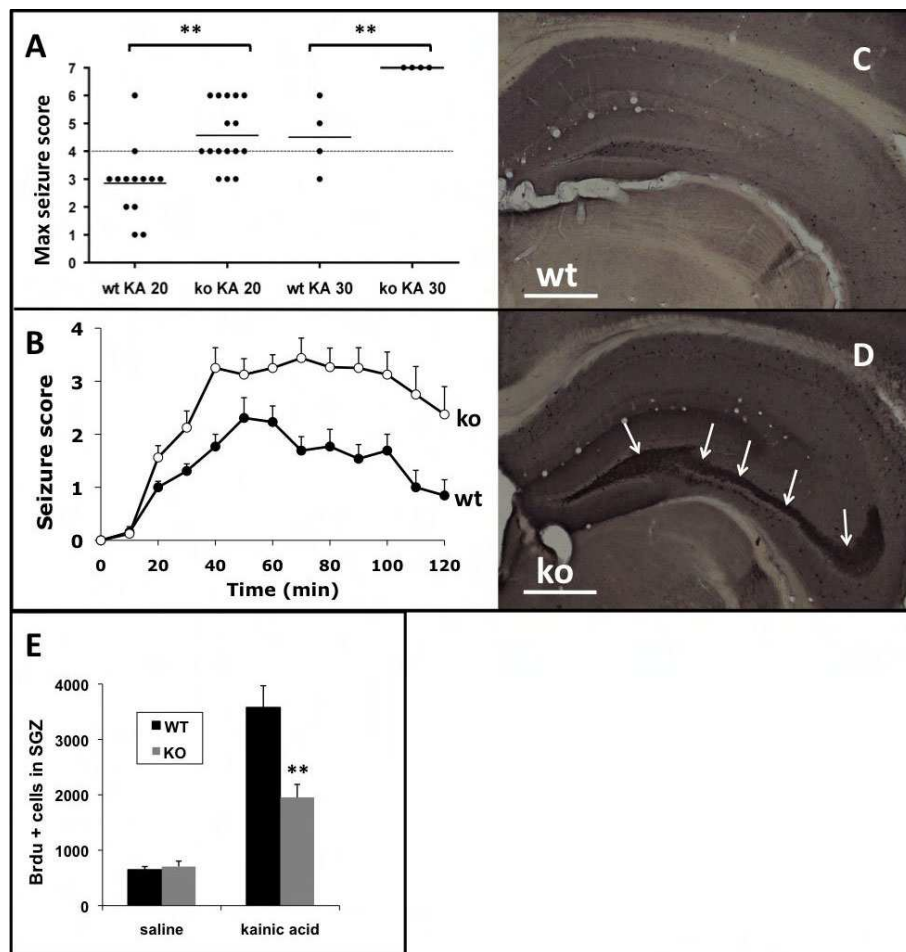 A
** **
Max seizure score
7
6
5
4
3
2
1
0
wt KA 20 ko KA 20 wt KA 30 ko KA 30
C
wt
B
Seizure score
4
3
2
1
0
ko
wt
0 20 40 60 80 100 120
Time (min)
D
ko
E
Brdu + cells in SGZ
4000
3000
2000
1000
0
WT
KO
**
saline kainic acid